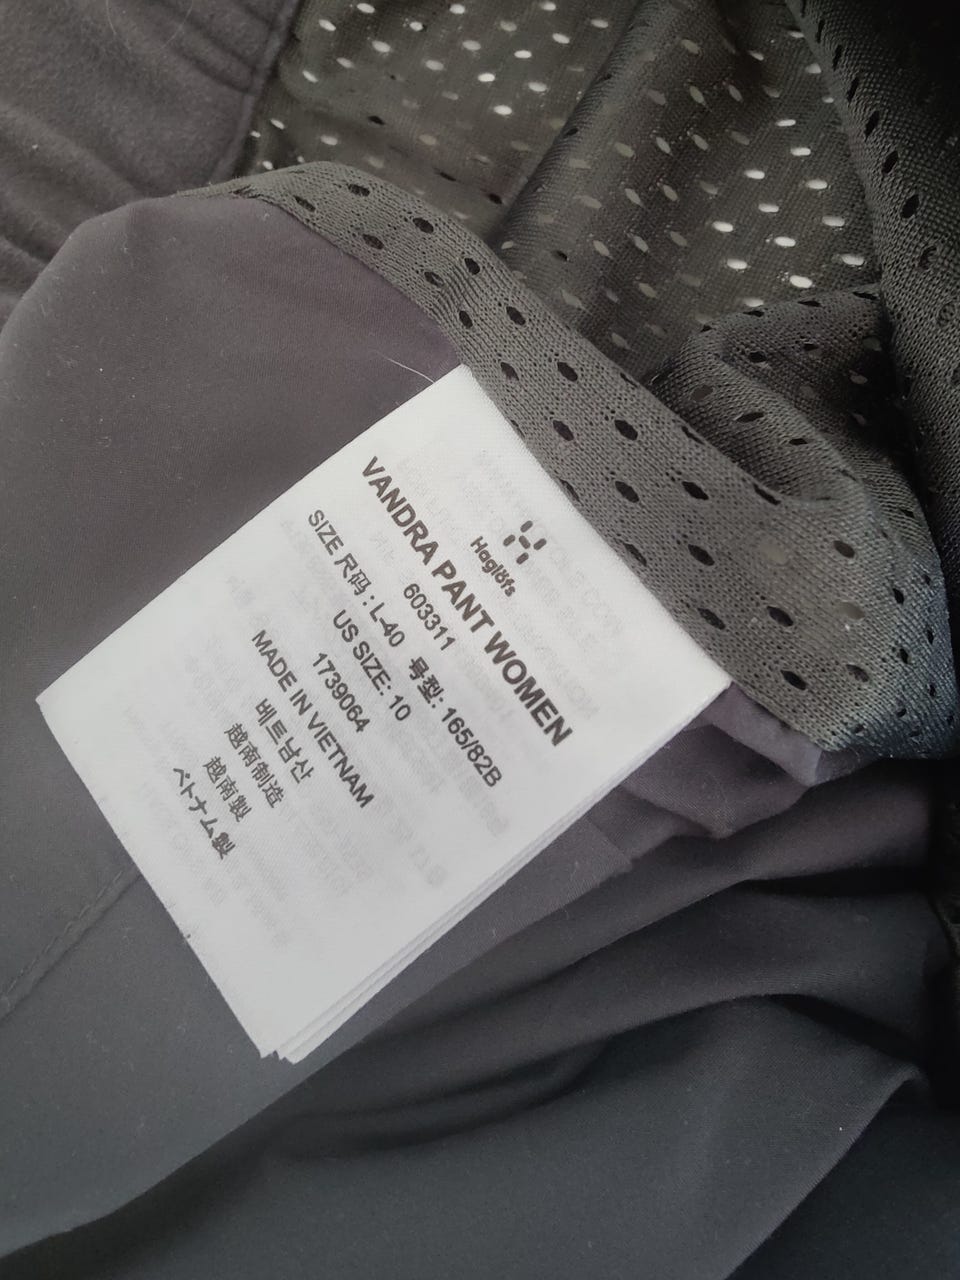 Haglöfs
VANDRA PANT WOMEN
603311
SIZE 尺码 : L-40 号型: 165/82B
US SIZE: 10
1739064
MADE IN VIETNAM
베트남산
越南制造
越南製
ベトナム製